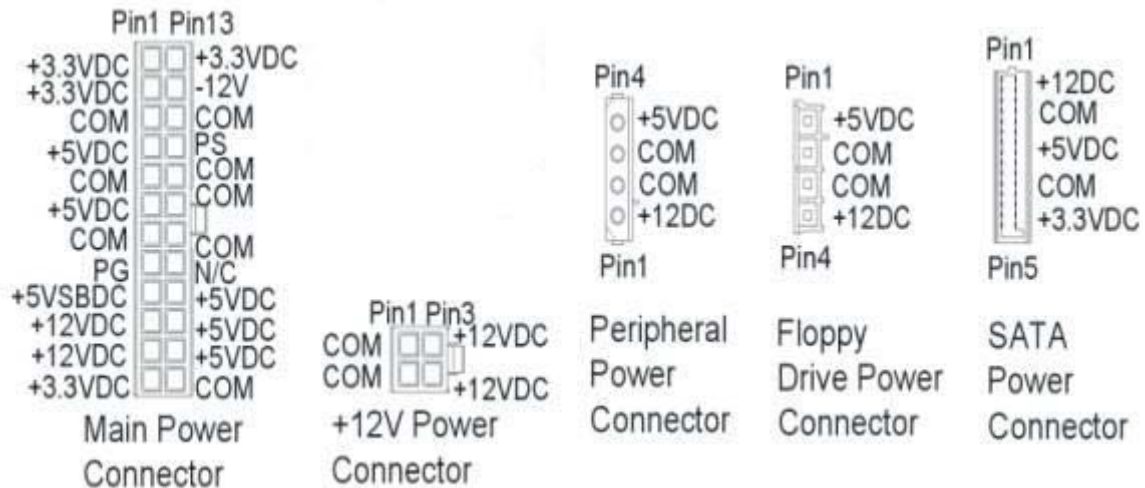 Pin1 Pin13
+3.3VDC +3.3VDC
+3.3VDC -12V
COM COM
+5VDC PS
COM COM
+5VDC COM
COM COM
PG N/C
+5VSBDC +5VDC
+12VDC +5VDC
+12VDC +5VDC
+3.3VDC COM
Main Power
Connector
Pin1 Pin3
COM +12VDC
COM +12VDC
+12V Power
Connector
Pin4
+5VDC
COM
COM
+12DC
Pin1
Peripheral
Power
Connector
Pin1
+5VDC
COM
COM
+12DC
Pin4
Floppy
Drive Power
Connector
Pin1
+12DC
COM
+5VDC
COM
+3.3VDC
Pin5
SATA
Power
Connector